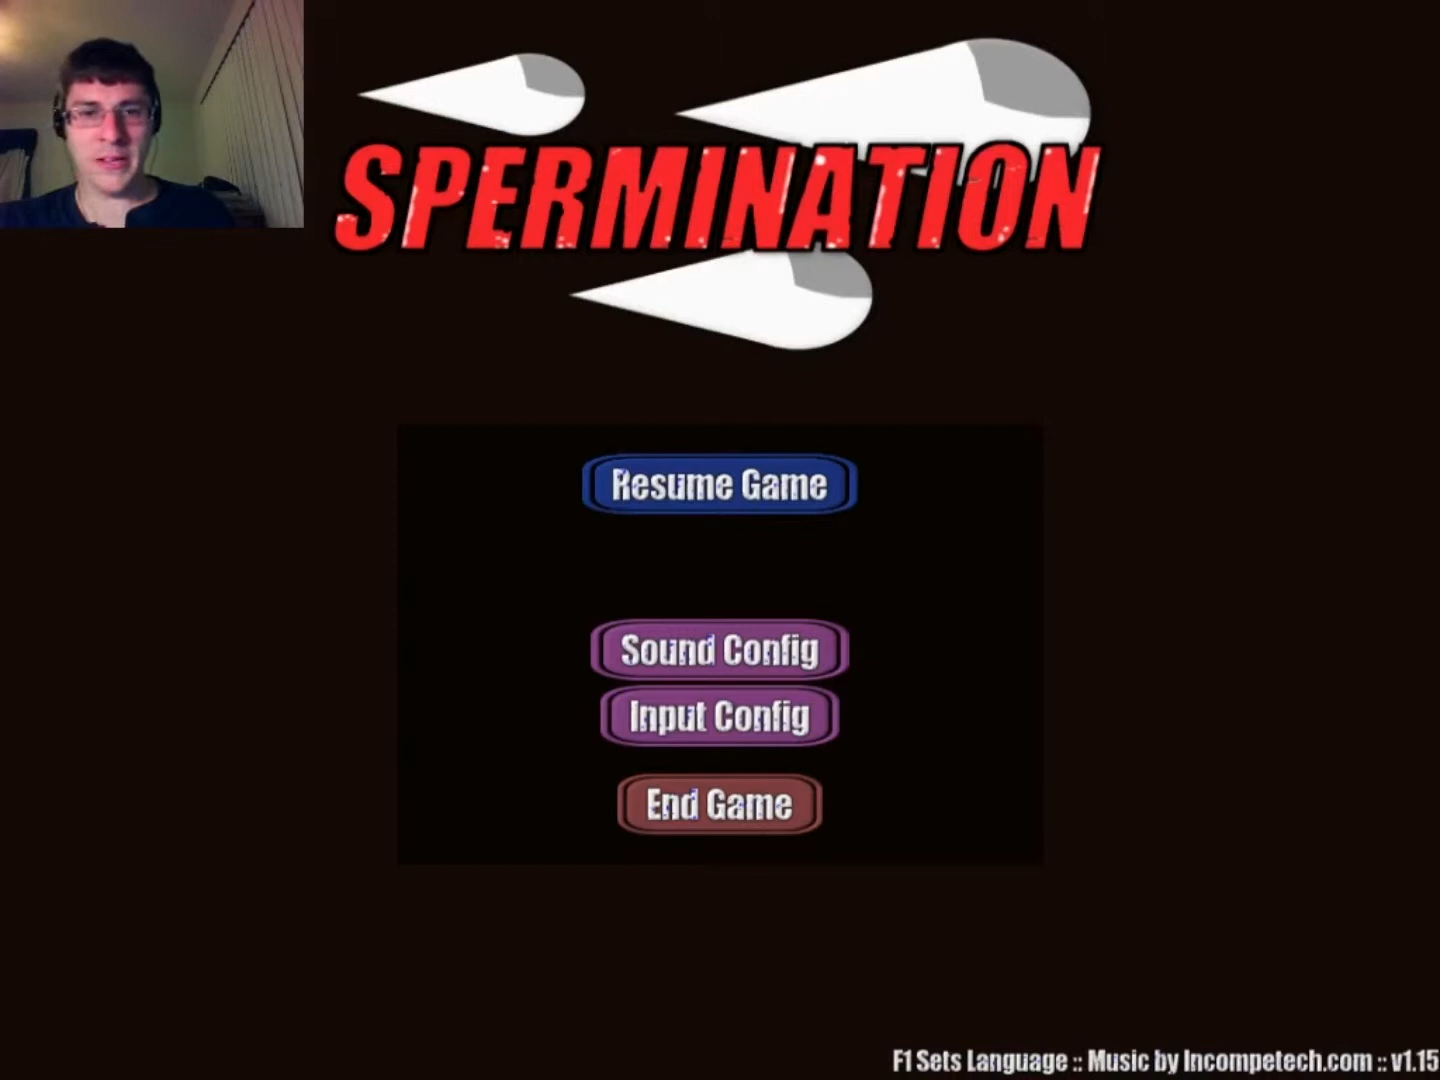 SPERMINATION
Resume Game
Sound Config
Input Config
End Game
F1 Sets Language :: Music by Incompetech.com :: v1.15